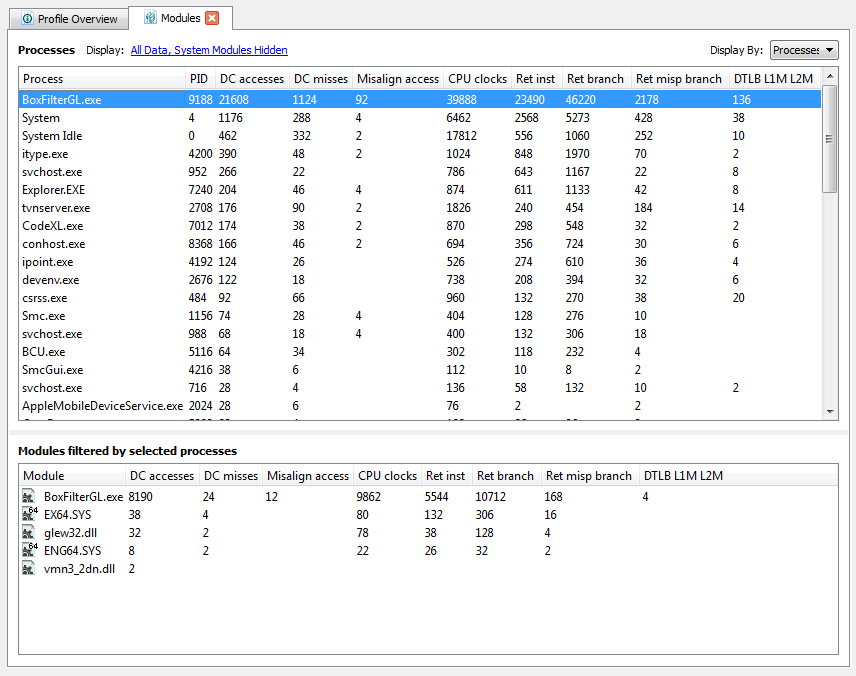 Profile Overview Modules
Processes Display: All Data, System Modules Hidden Display By: Processes
Process PID DC accesses DC misses Misalign access CPU clocks Ret inst Ret branch Ret misp branch DTLB L1M L2M
BoxFilterGL.exe 9188 21608 1124 92 39888 23490 46220 2178 136
System 4 1176 288 4 6462 2568 5273 428 38
System Idle 0 462 332 2 17812 556 1060 252 10
itype.exe 4200 390 48 2 1024 848 1970 70 2
svchost.exe 952 266 22 786 643 1167 22 8
Explorer.EXE 7240 204 46 4 874 611 1133 42 8
tvnserver.exe 2708 176 90 2 1826 240 454 184 14
CodeXL.exe 7012 174 38 2 870 298 548 32 2
conhost.exe 8368 166 46 2 694 356 724 30 6
ipoint.exe 4192 124 26 526 274 610 36 4
devenv.exe 2676 122 18 738 208 394 32 6
csrss.exe 484 92 66 960 132 270 38 20
Smc.exe 1156 74 28 4 404 128 276 10
svchost.exe 988 68 18 4 400 132 306 18
BCU.exe 5116 64 34 302 118 232 4
SmcGui.exe 4216 38 6 112 10 8 2
svchost.exe 716 28 4 136 58 132 10 2
AppleMobileDeviceService.exe 2024 28 6 76 2 2
Modules filtered by selected processes
Module DC accesses DC misses Misalign access CPU clocks Ret inst Ret branch Ret misp branch DTLB L1M L2M
BoxFilterGL.exe 8190 24 12 9862 5544 10712 168 4
64 EX64.SYS 38 4 80 132 306 16
glew32.dll 32 2 78 38 128 4
64 ENG64.SYS 8 2 22 26 32 2
vmn3_2dn.dll 2